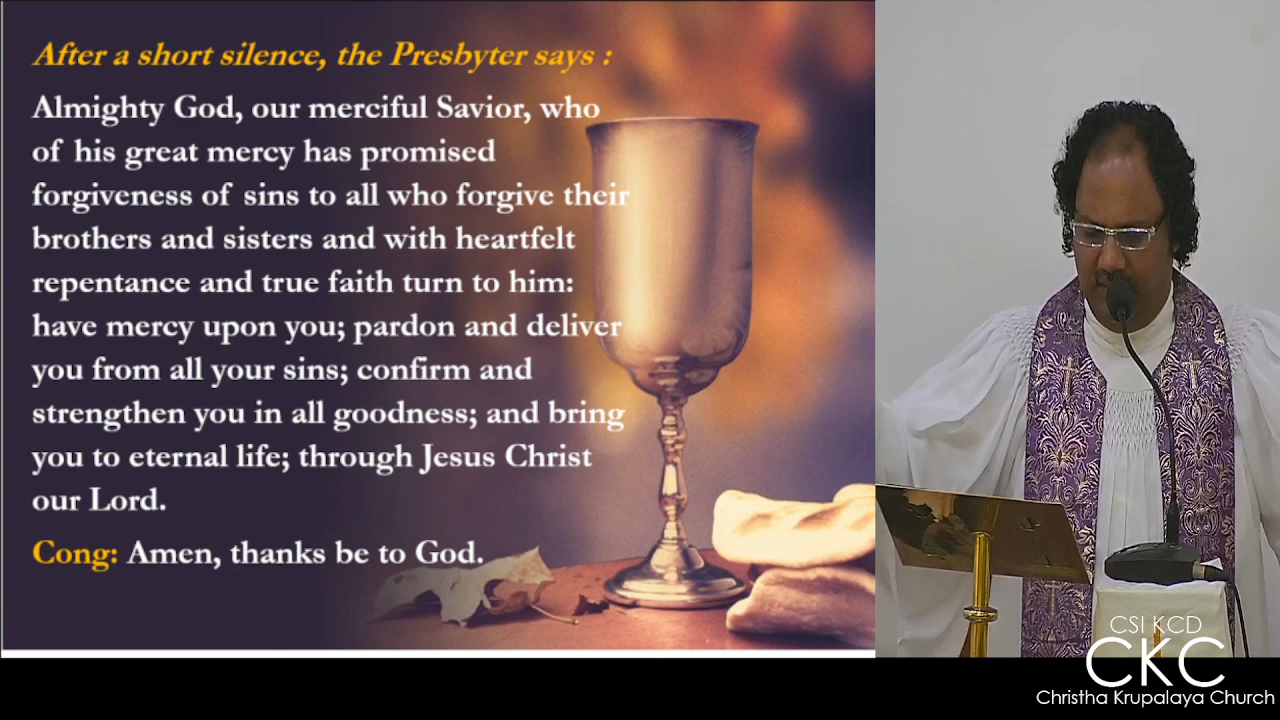 After a short silence, the Presbyter says :
Almighty God, our merciful Savior, who
of his great mercy has promised
forgiveness of sins to all who forgive their
brothers and sisters and with heartfelt
repentance and true faith turn to him:
have mercy upon you; pardon and deliver
you from all your sins; confirm and
strengthen you in all goodness; and bring
you to eternal life; through Jesus Christ
our Lord.
Cong: Amen, thanks be to God.
CSI KCD
CKC
Christha Krupalaya Church